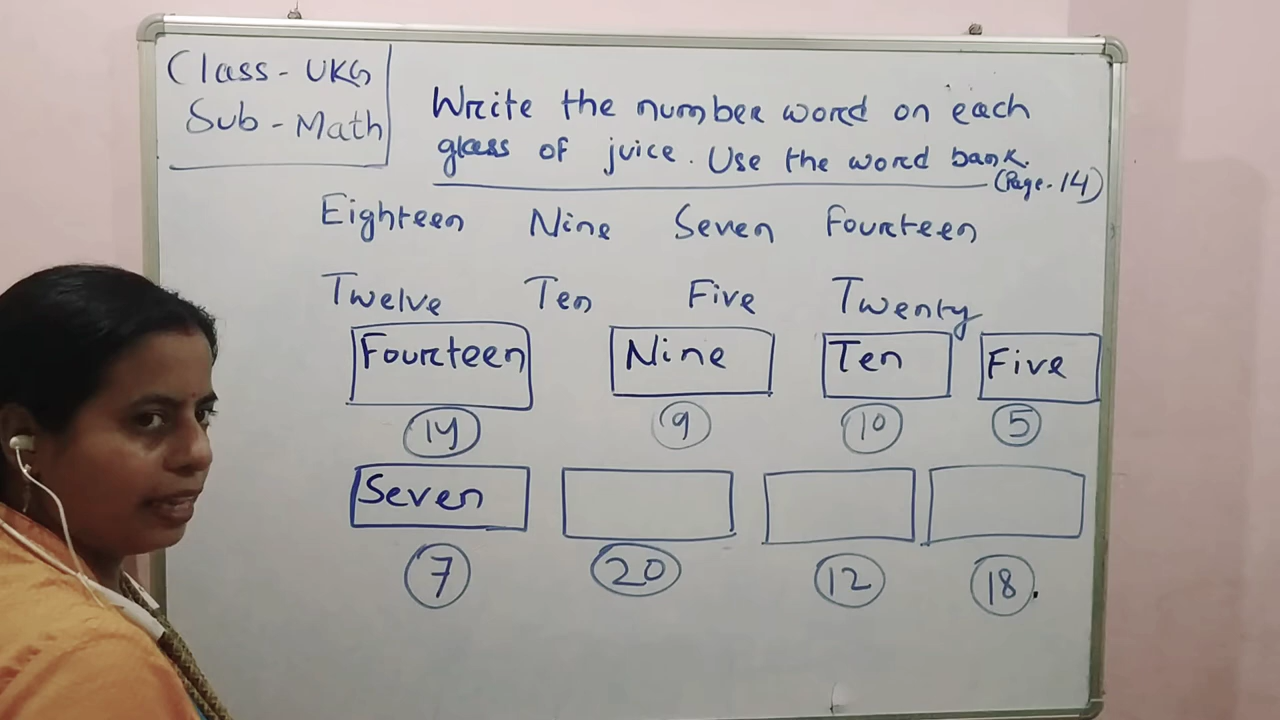 Class - UKG
Sub - Math
Write the number word on each
glass of juice. Use the word bank.
(Page - 14)
Eighteen Nine Seven Fourteen
Twelve Ten Five Twenty
Fourteen Nine Ten Five
14 9 10 5
Seven
7 20 12 18.